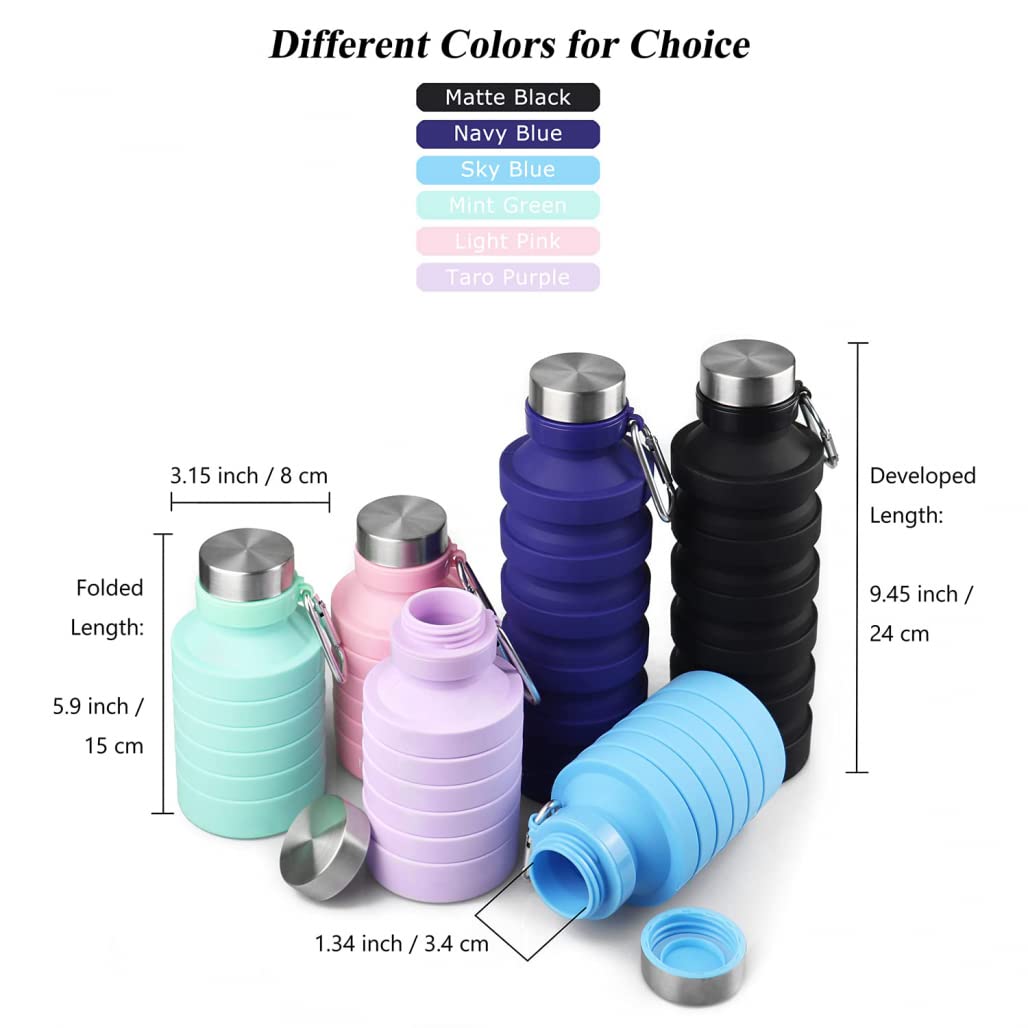 Different Colors for Choice
Matte Black
Navy Blue
Sky Blue
Mint Green
Light Pink
Taro Purple
3.15 inch / 8 cm
Folded
Length:
5.9 inch /
15 cm
Developed
Length:
9.45 inch /
24 cm
1.34 inch / 3.4 cm